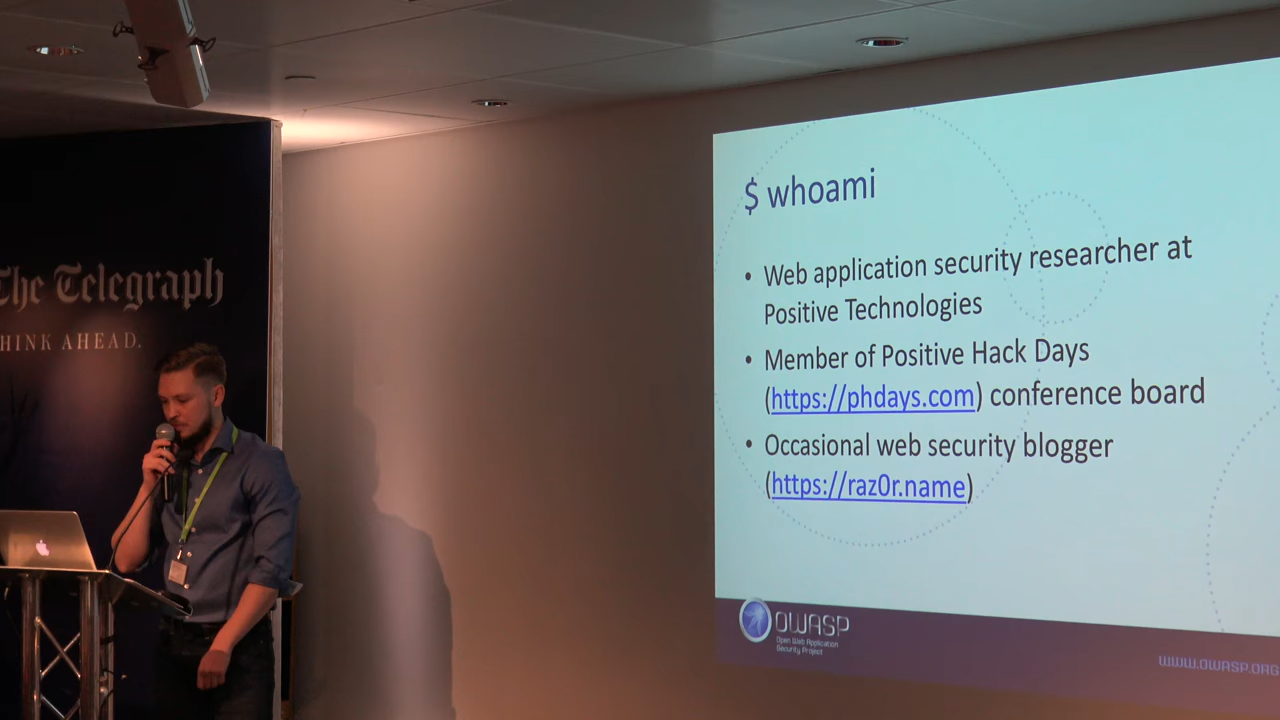 The Telegraph
HINK AHEAD.
$ whoami
• Web application security researcher at
Positive Technologies
• Member of Positive Hack Days
(https://phdays.com) conference board
• Occasional web security blogger
(https://raz0r.name)
OWASP
Open Web Application
Security Project
WWW.OWASP.ORG